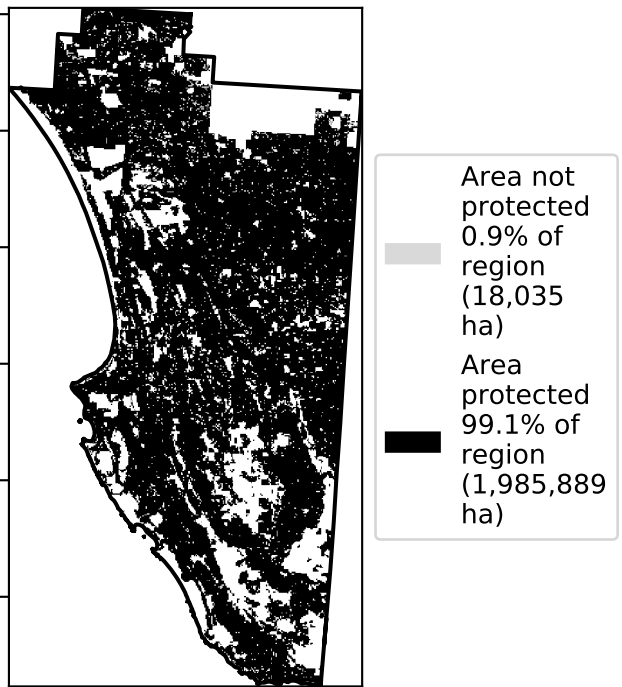 Area not
protected
0.9% of
region
(18,035
ha)
Area
protected
99.1% of
region
(1,985,889
ha)